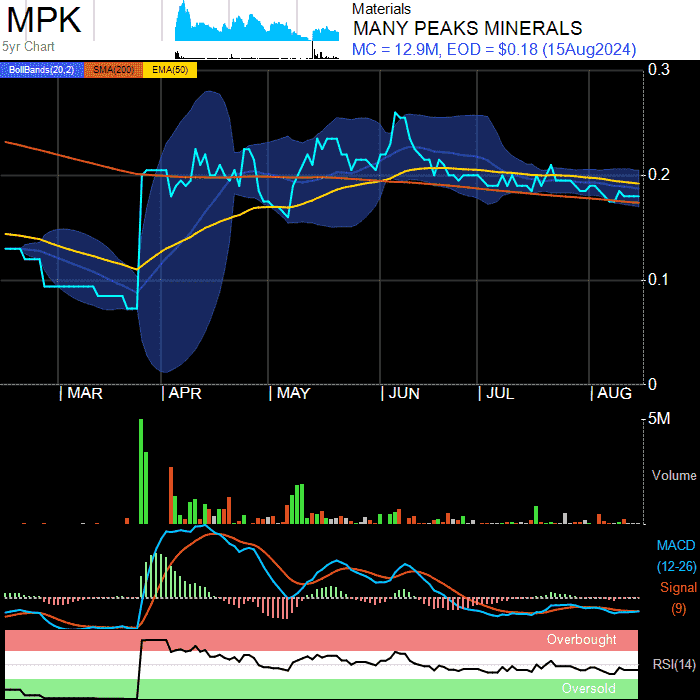 MPK
5yr Chart
Materials
MANY PEAKS MINERALS
MC = 12.9M, EOD = $0.18 (15Aug2024)
BollBands(20,2) SMA(200) EMA(50)
0.3
0.2
0.1
0
MAR APR MAY JUN JUL AUG
5M
Volume
MACD
(12-26)
Signal
(9)
Overbought
RSI(14)
Oversold